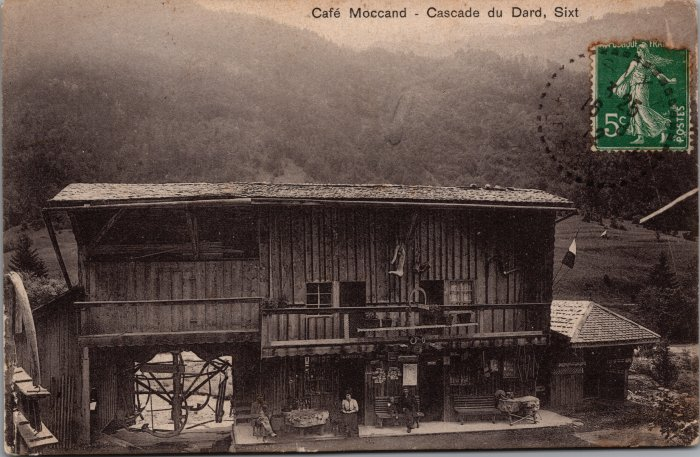 Café Moccand - Cascade du Dard, Sixt
5c
POSTES